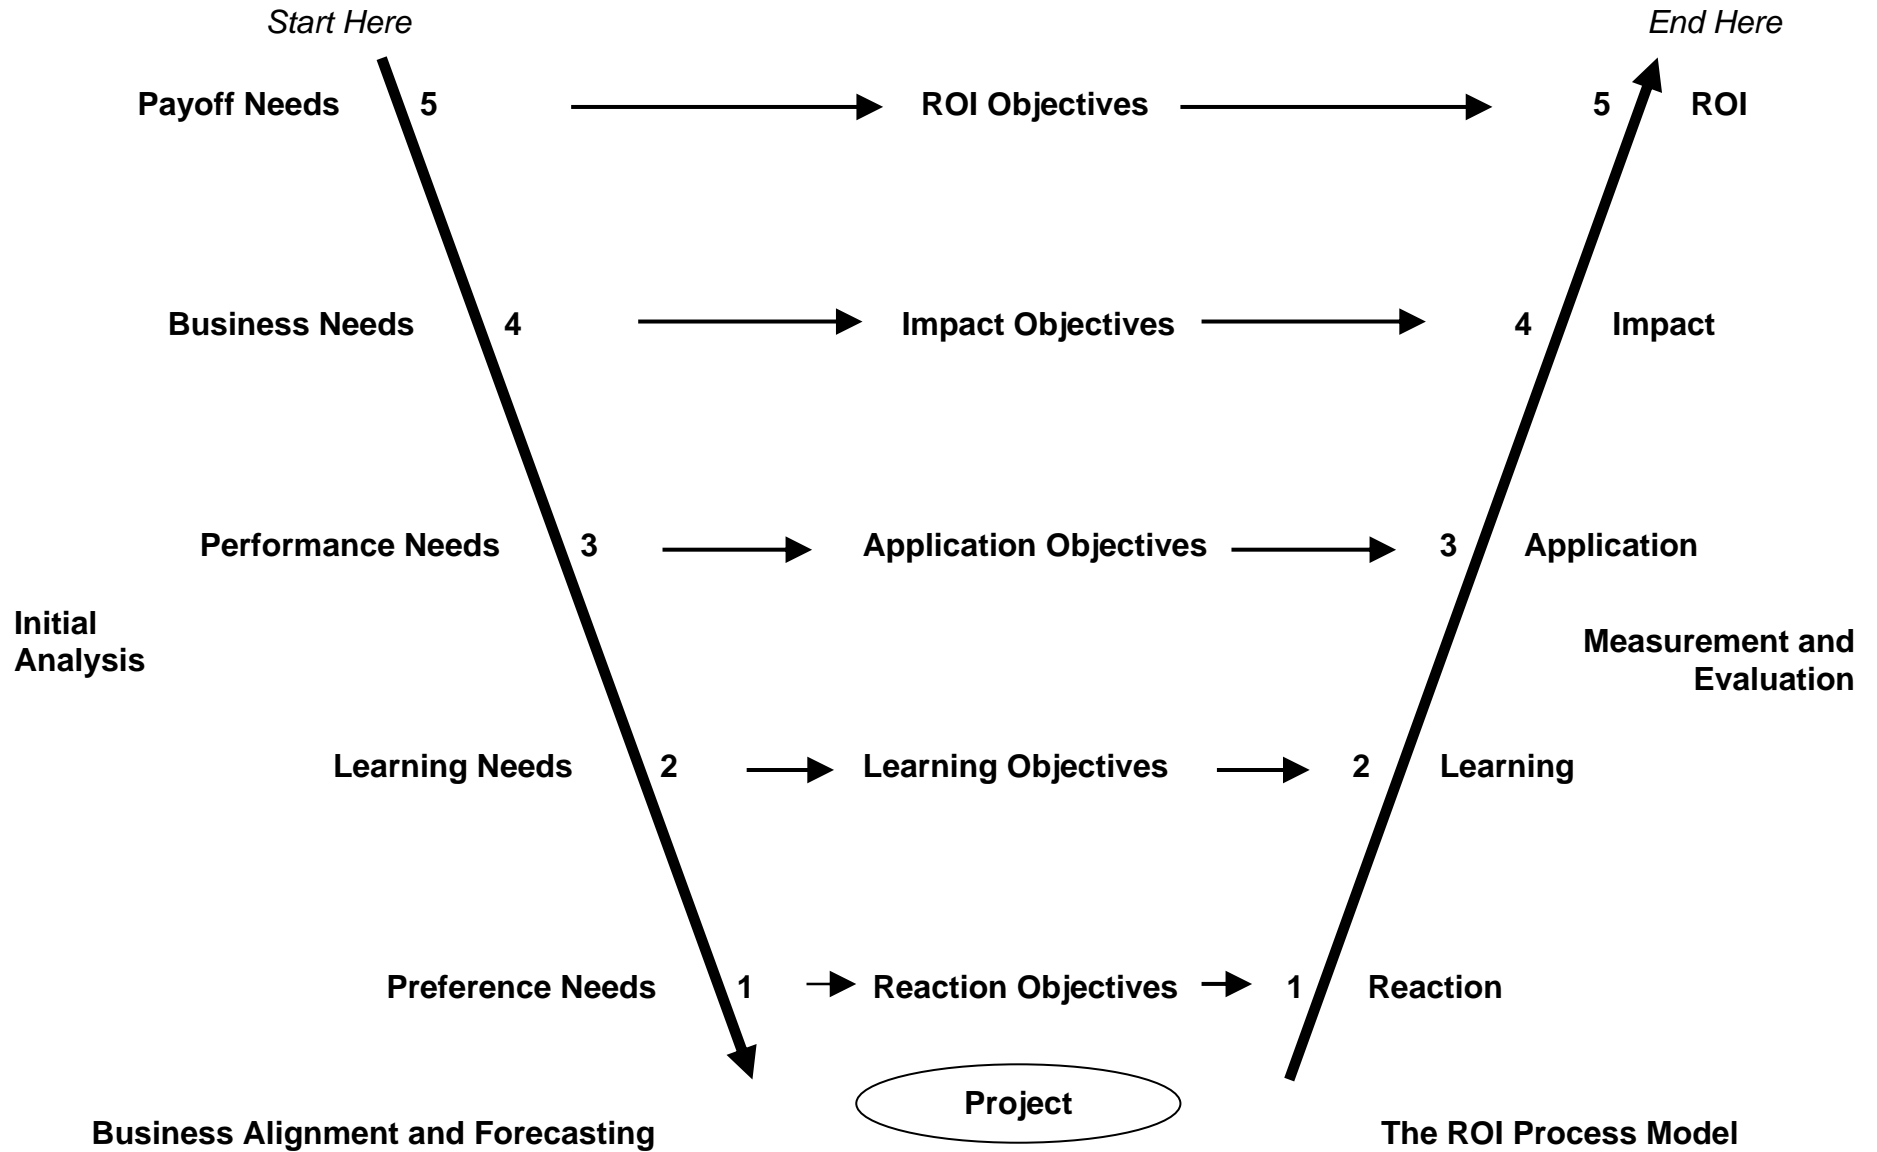 Start Here
End Here
Payoff Needs 5 ROI Objectives 5 ROI
Business Needs 4 Impact Objectives 4 Impact
Performance Needs 3 Application Objectives 3 Application
Initial
Analysis
Measurement and
Evaluation
Learning Needs 2 Learning Objectives 2 Learning
Preference Needs 1 Reaction Objectives 1 Reaction
Project
Business Alignment and Forecasting
The ROI Process Model